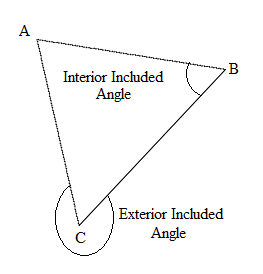 A
B
Interior Included
Angle
Exterior Included
Angle
C